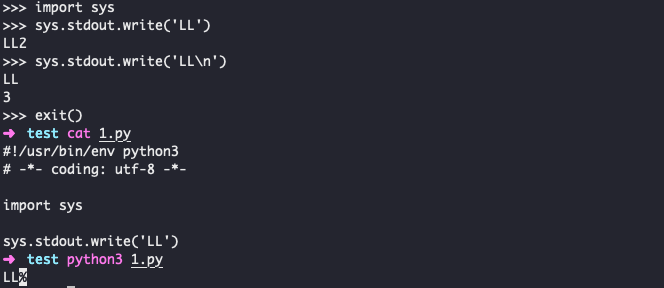 >>> import sys
>>> sys.stdout.write('LL')
LL2
>>> sys.stdout.write('LL\n')
LL
3
>>> exit()
➜ test cat 1.py
#!/usr/bin/env python3
# -*- coding: utf-8 -*-

import sys

sys.stdout.write('LL')
➜ test python3 1.py
LL%